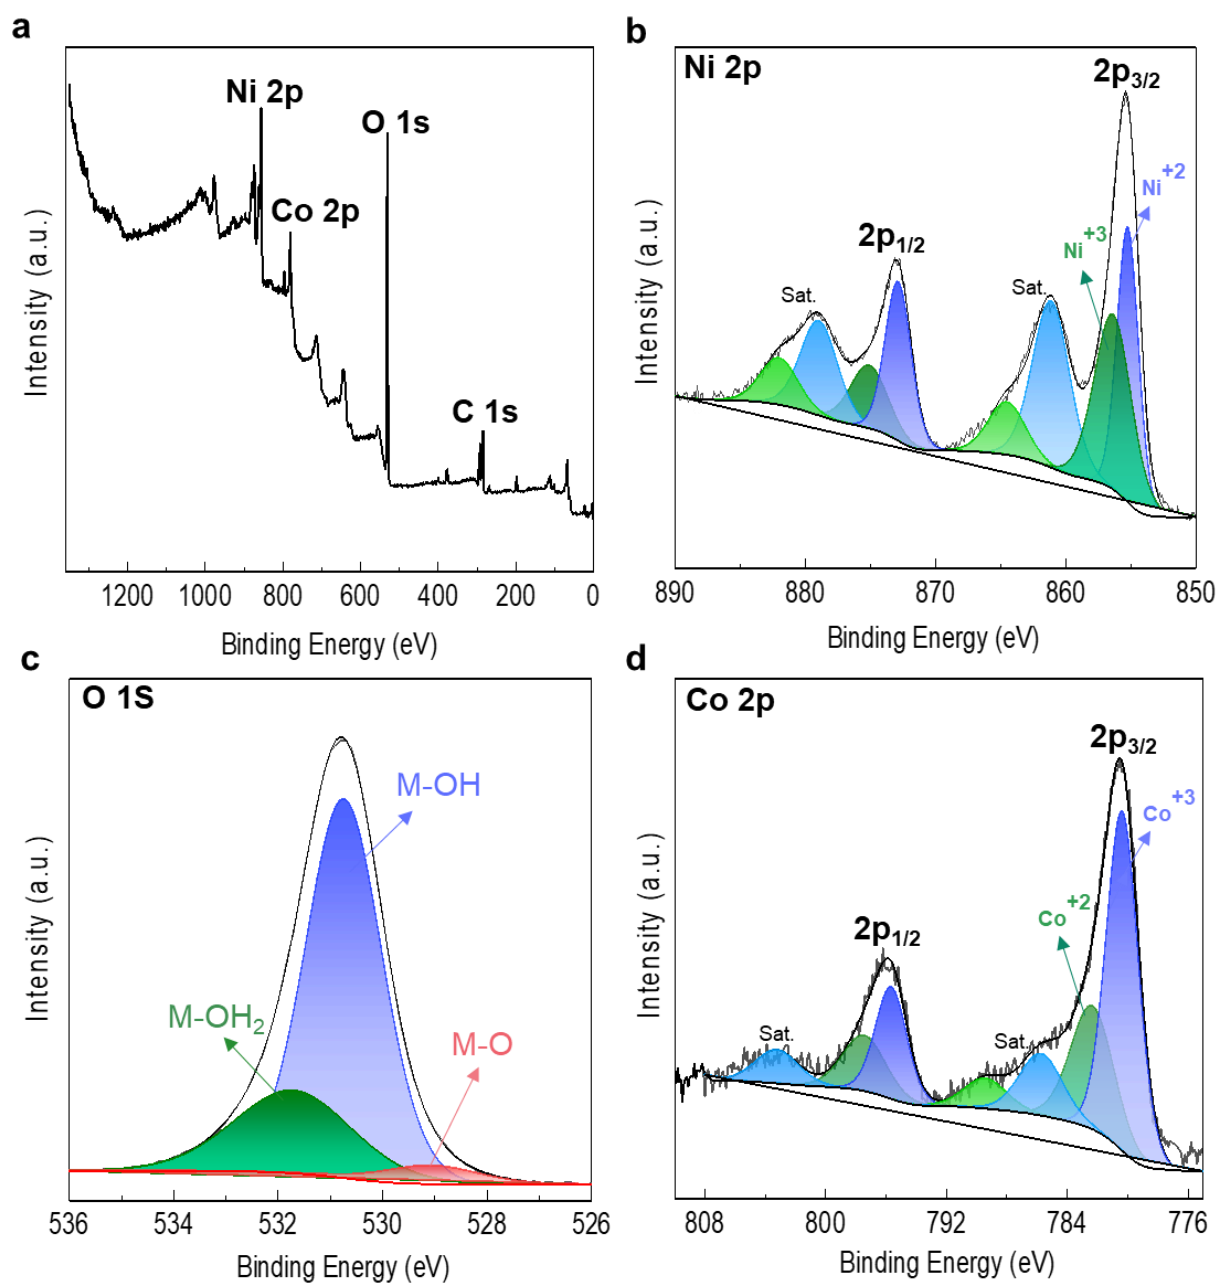 a
Ni 2p
O 1s
Co 2p
C 1s
Intensity (a.u.)
1200 1000 800 600 400 200 0
Binding Energy (eV)
b
Ni 2p
2p3/2
Ni+2
Ni+3
2p1/2
Sat.
Sat.
Intensity (a.u.)
890 880 870 860 850
Binding Energy (eV)
c
O 1S
M-OH
M-OH2
M-O
Intensity (a.u.)
536 534 532 530 528 526
Binding Energy (eV)
d
Co 2p
2p3/2
Co+3
Co+2
2p1/2
Sat.
Sat.
Intensity (a.u.)
808 800 792 784 776
Binding Energy (eV)